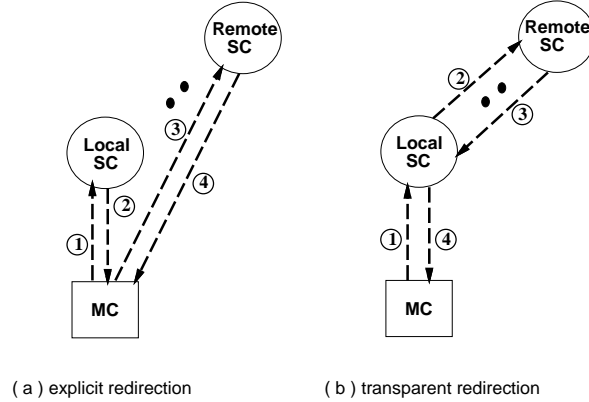 Remote
SC
3
Local
SC
4
2
1
MC
( a ) explicit redirection
Remote
SC
2
3
Local
SC
1
4
MC
( b ) transparent redirection